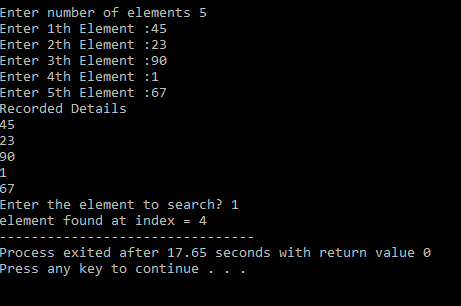 Enter number of elements 5
Enter 1th Element :45
Enter 2th Element :23
Enter 3th Element :90
Enter 4th Element :1
Enter 5th Element :67
Recorded Details
45
23
90
1
67
Enter the element to search? 1
element found at index = 4
--------------------------------
Process exited after 17.65 seconds with return value 0
Press any key to continue . . .